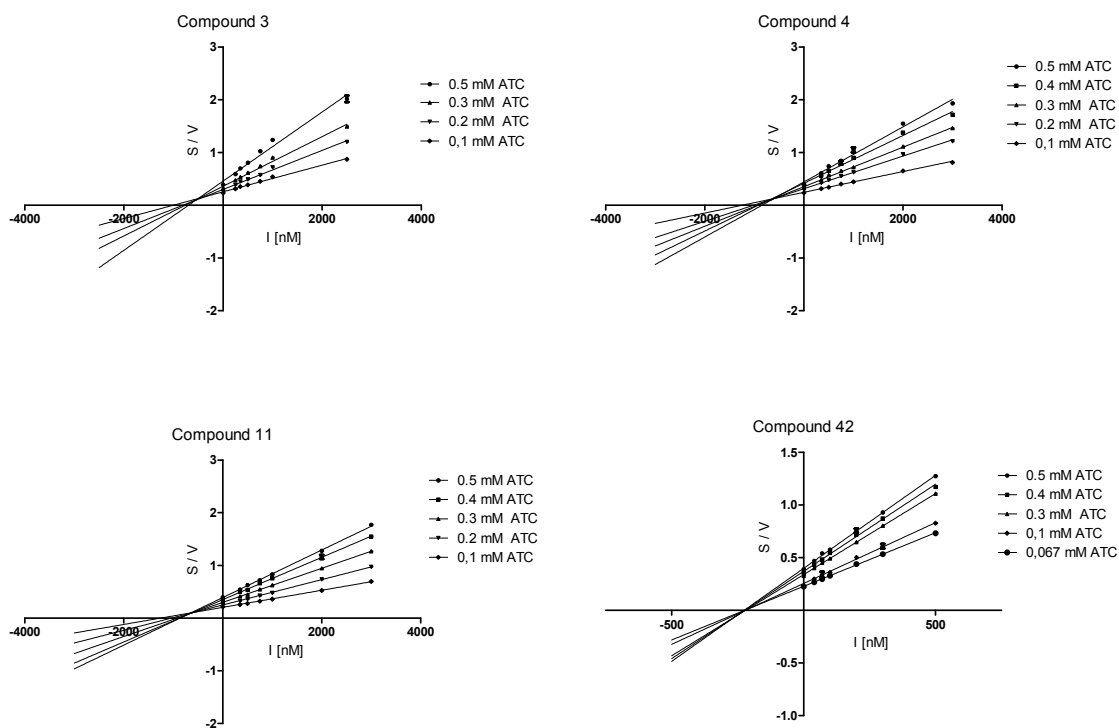 Compound 3
3
2
1
-1
-2
S / V
-4000
-2000
0
2000
4000
I [nM]
0.5 mM ATC
0.3 mM ATC
0.2 mM ATC
0,1 mM ATC
Compound 4
3
2
1
-1
-2
S / V
-4000
-2000
0
2000
4000
I [nM]
0.5 mM ATC
0.4 mM ATC
0.3 mM ATC
0.2 mM ATC
0,1 mM ATC
Compound 11
3
2
1
-1
-2
S / V
-4000
-2000
0
2000
4000
I [nM]
0.5 mM ATC
0.4 mM ATC
0.3 mM ATC
0.2 mM ATC
0,1 mM ATC
Compound 42
1.5
1.0
0.5
-0.5
-1.0
S / V
-500
0
500
I [nM]
0.5 mM ATC
0.4 mM ATC
0.3 mM ATC
0,1 mM ATC
0,067 mM ATC